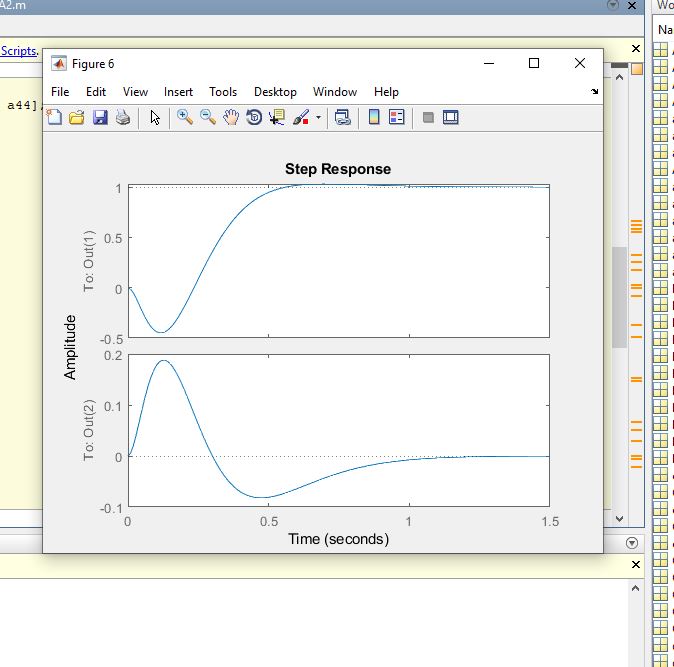 A2.m
Wo
Scripts.
Na
Figure 6
File Edit View Insert Tools Desktop Window Help
a44],
Step Response
1
0.5
0
-0.5
To: Out(1)
Amplitude
0.2
0.1
0
-0.1
To: Out(2)
0 0.5 1 1.5
Time (seconds)